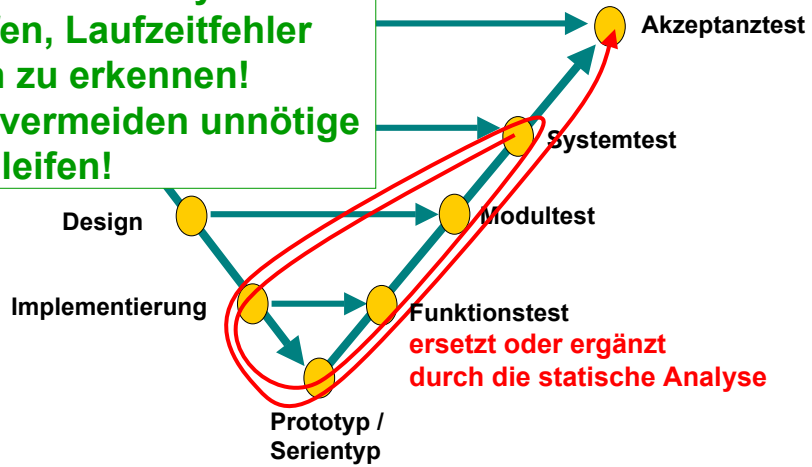 fen, Laufzeitfehler
zu erkennen!
vermeiden unnötige
leifen!
Akzeptanztest
Systemtest
Design
Modultest
Implementierung
Funktionstest
ersetzt oder ergänzt
durch die statische Analyse
Prototyp /
Serientyp